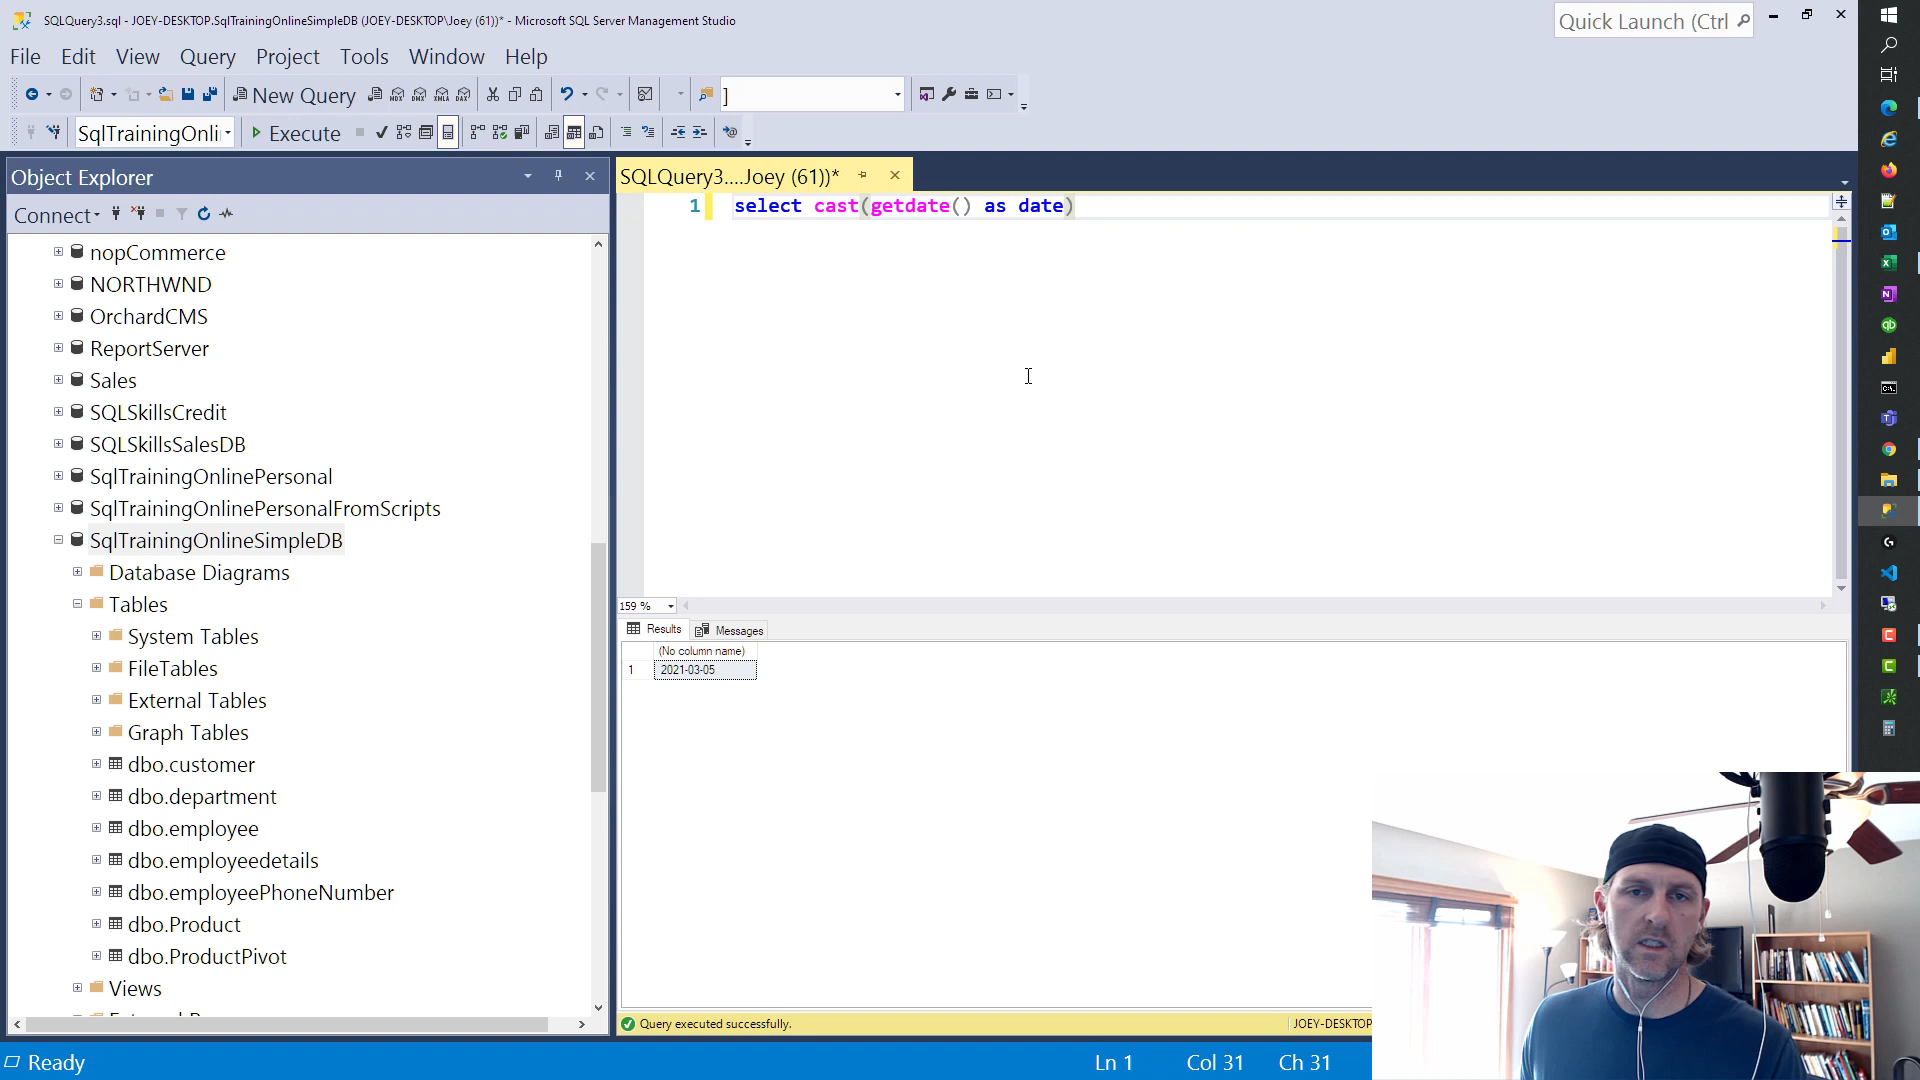 SQLQuery3.sql - JOEY-DESKTOP.SqlTrainingOnlineSimpleDB (JOEY-DESKTOP\Joey (61))* - Microsoft SQL Server Management Studio
Quick Launch (Ctrl
File Edit View Query Project Tools Window Help
New Query
]
SqlTrainingOnli
Execute
Object Explorer
SQLQuery3....Joey (61))*
Connect
1 select cast(getdate() as date)
nopCommerce
NORTHWND
OrchardCMS
ReportServer
Sales
SQLSkillsCredit
SQLSkillsSalesDB
SqlTrainingOnlinePersonal
SqlTrainingOnlinePersonalFromScripts
SqlTrainingOnlineSimpleDB
Database Diagrams
Tables
System Tables
FileTables
External Tables
Graph Tables
dbo.customer
dbo.department
dbo.employee
dbo.employeedetails
dbo.employeePhoneNumber
dbo.Product
dbo.ProductPivot
Views
159 %
Results Messages
(No column name)
1 2021-03-05
Query executed successfully.
JOEY-DESKTOP
Ready
Ln 1 Col 31 Ch 31